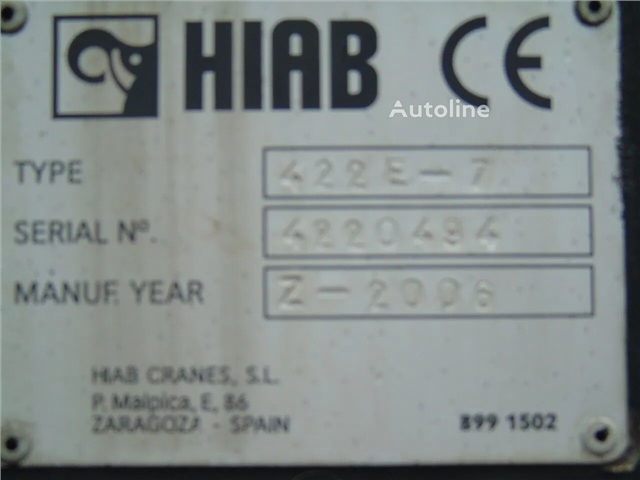 HIAB CE
Autoline
TYPE 422E-7
SERIAL Nº. 4220494
MANUF. YEAR Z-2006
HIAB CRANES, S.L.
P. Malpica, E, 86
ZARAGOZA - SPAIN 899 1502